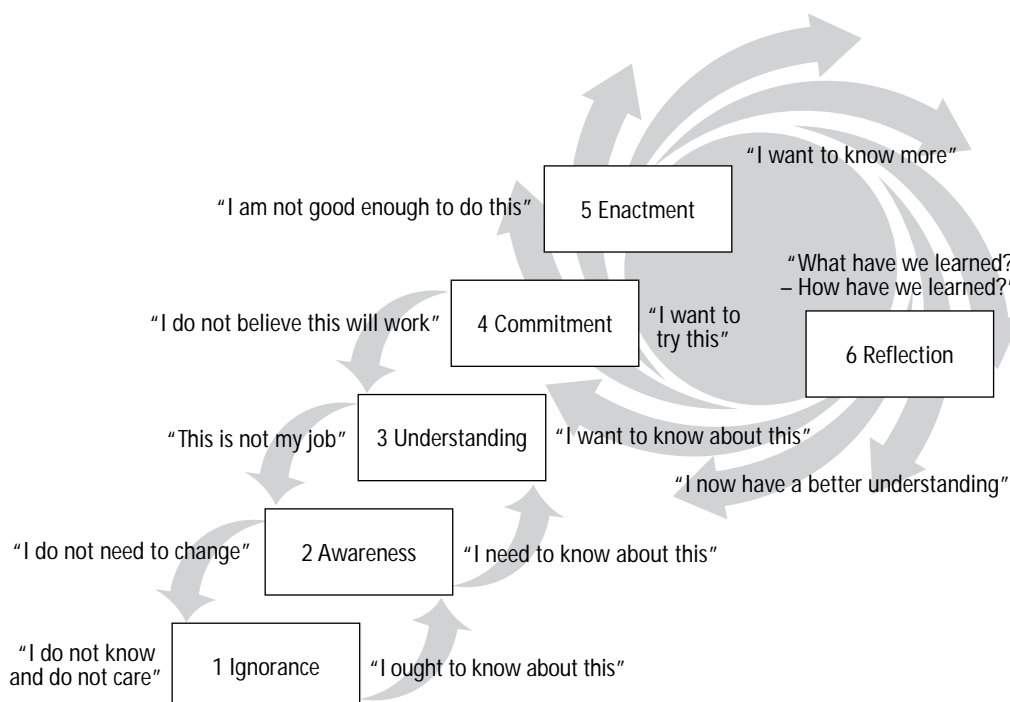 “I want to know more”
“I am not good enough to do this”
5 Enactment
“What have we learned?
– How have we learned?”
“I do not believe this will work”
4 Commitment
“I want to
try this”
6 Reflection
“This is not my job”
3 Understanding
“I want to know about this”
“I now have a better understanding”
“I do not need to change”
2 Awareness
“I need to know about this”
“I do not know
and do not care”
1 Ignorance
“I ought to know about this”